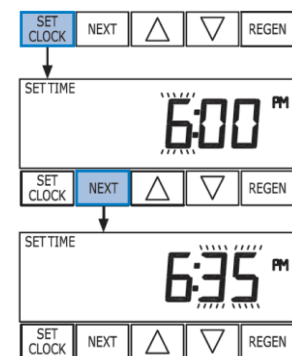 SET CLOCK NEXT REGEN
SET TIME
6:00 PM
SET CLOCK NEXT REGEN
SET TIME
6:35 PM
SET CLOCK NEXT REGEN